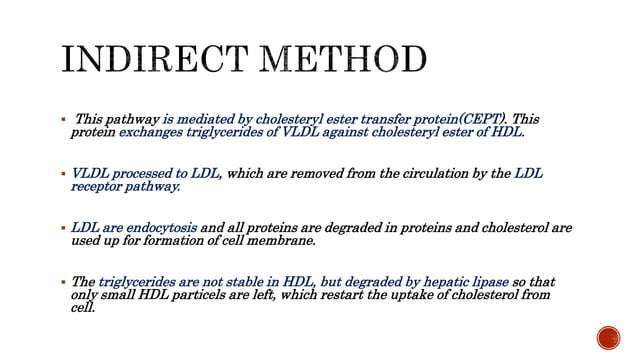 INDIRECT METHOD
▪ This pathway is mediated by cholesteryl ester transfer protein(CEPT). This
protein exchanges triglycerides of VLDL against cholesteryl ester of HDL.
▪ VLDL processed to LDL, which are removed from the circulation by the LDL
receptor pathway.
▪ LDL are endocytosis and all proteins are degraded in proteins and cholesterol are
used up for formation of cell membrane.
▪ The triglycerides are not stable in HDL, but degraded by hepatic lipase so that
only small HDL particels are left, which restart the uptake of cholesterol from
cell.